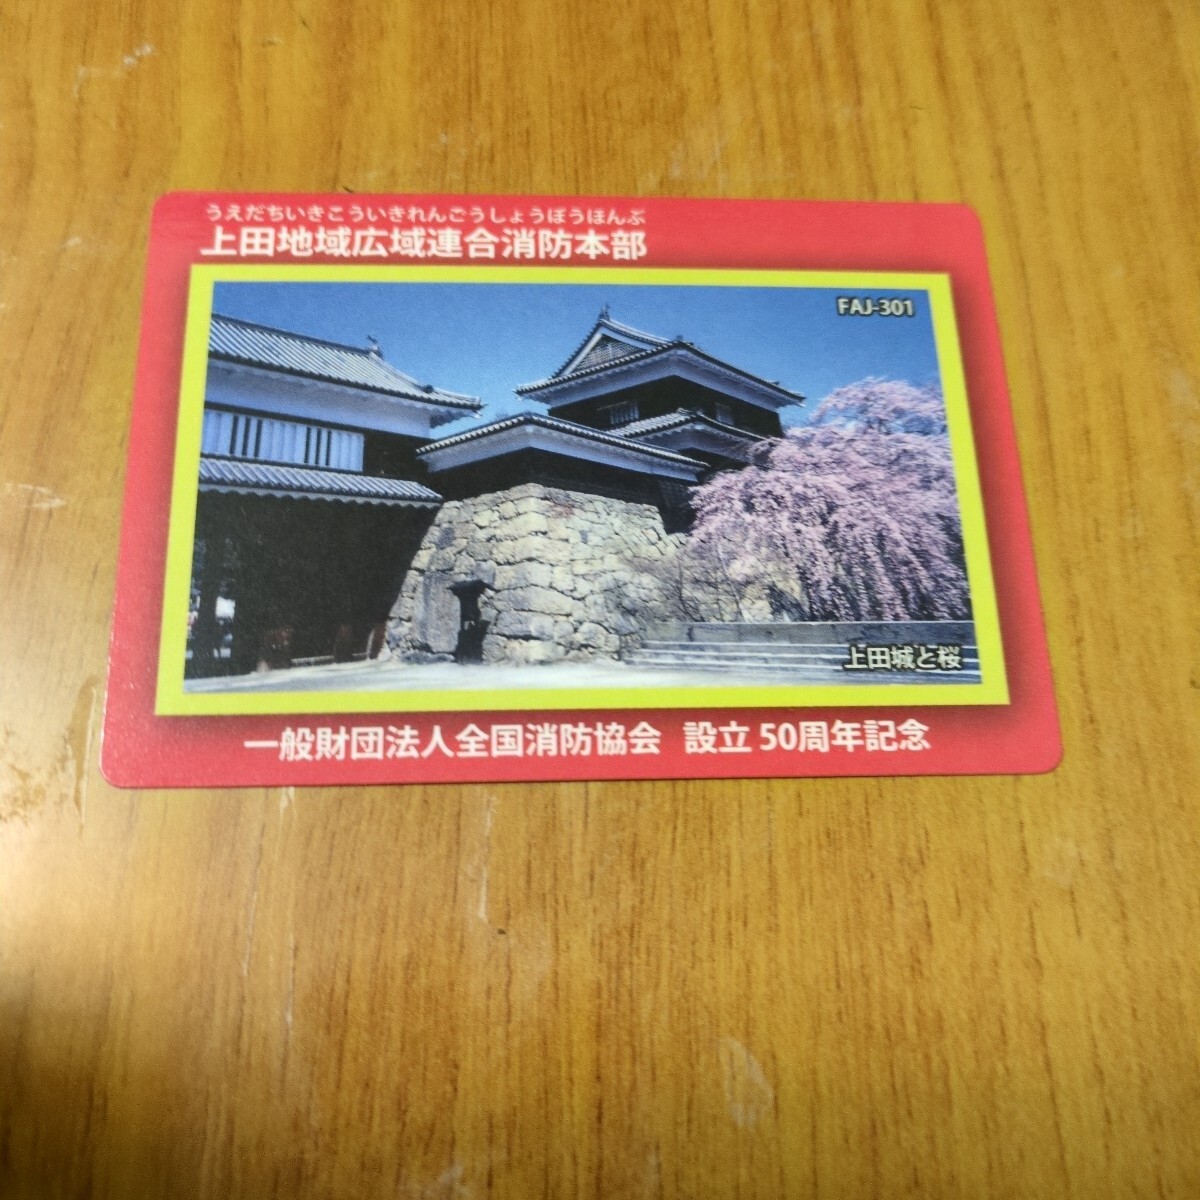 うえだちいきこういきれんごうしょうぼうほんぶ
上田地域広域連合消防本部
FAJ-301
上田城と桜
一般財団法人全国消防協会 設立50周年記念